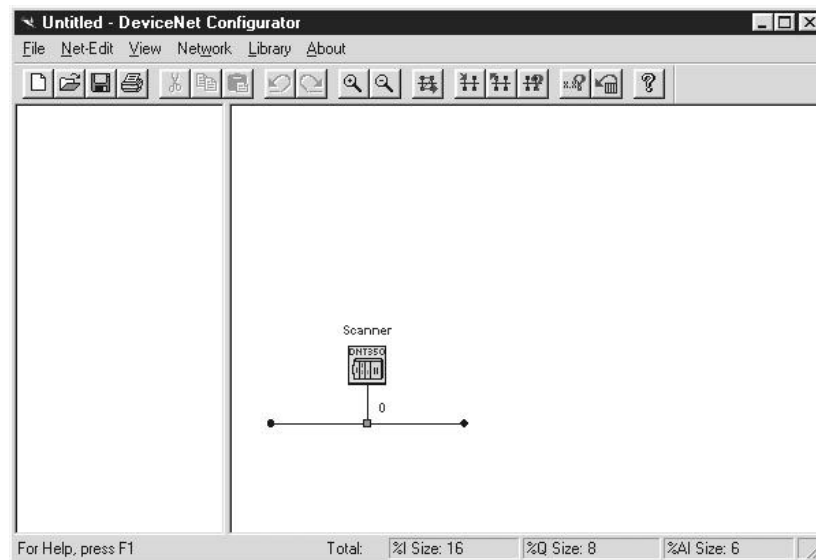 Untitled - DeviceNet Configurator
File Net-Edit View Network Library About
Scanner
DNT350
0
For Help, press F1 Total: %I Size: 16 %Q Size: 8 %AI Size: 6